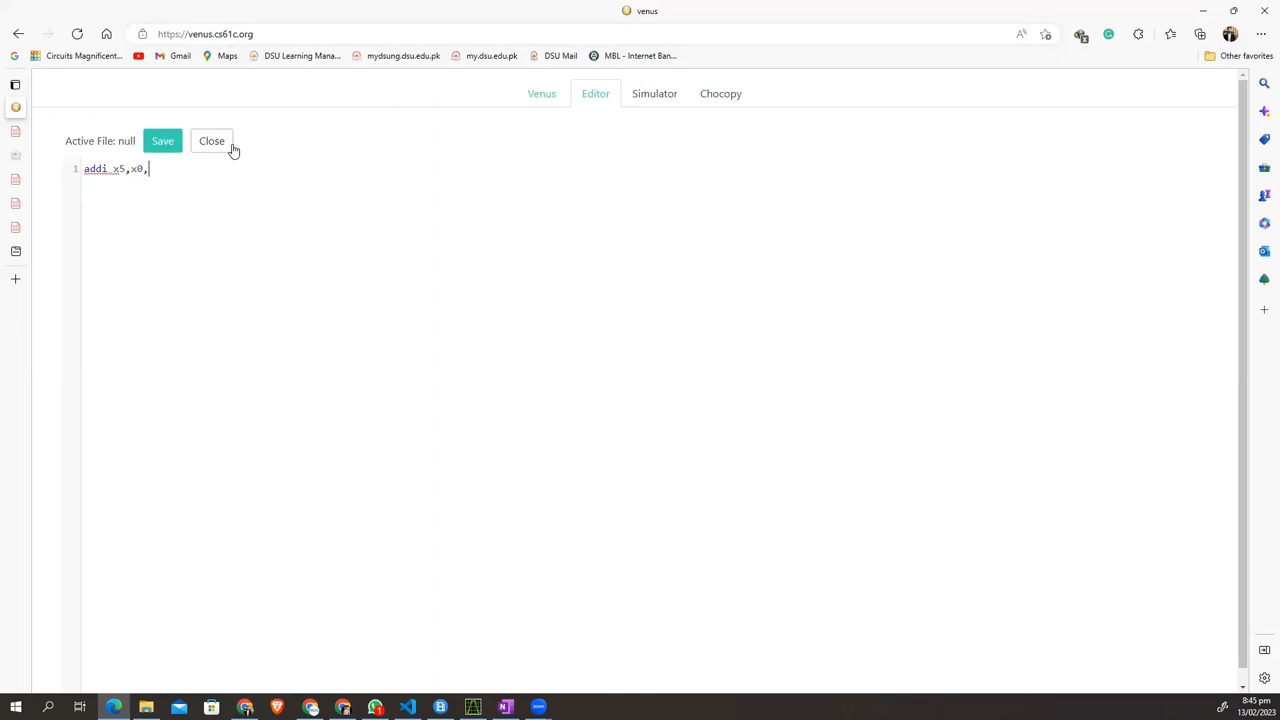 venus
https://venus.cs61c.org
Circuits Magnificent...
Gmail
Maps
DSU Learning Mana...
mydsung.dsu.edu.pk
my.dsu.edu.pk
DSU Mail
MBL - Internet Ban...
Other favorites
Venus
Editor
Simulator
Chocopy
Active File: null
Save
Close
1 addi x5,x0,
8:45 pm
13/02/2023